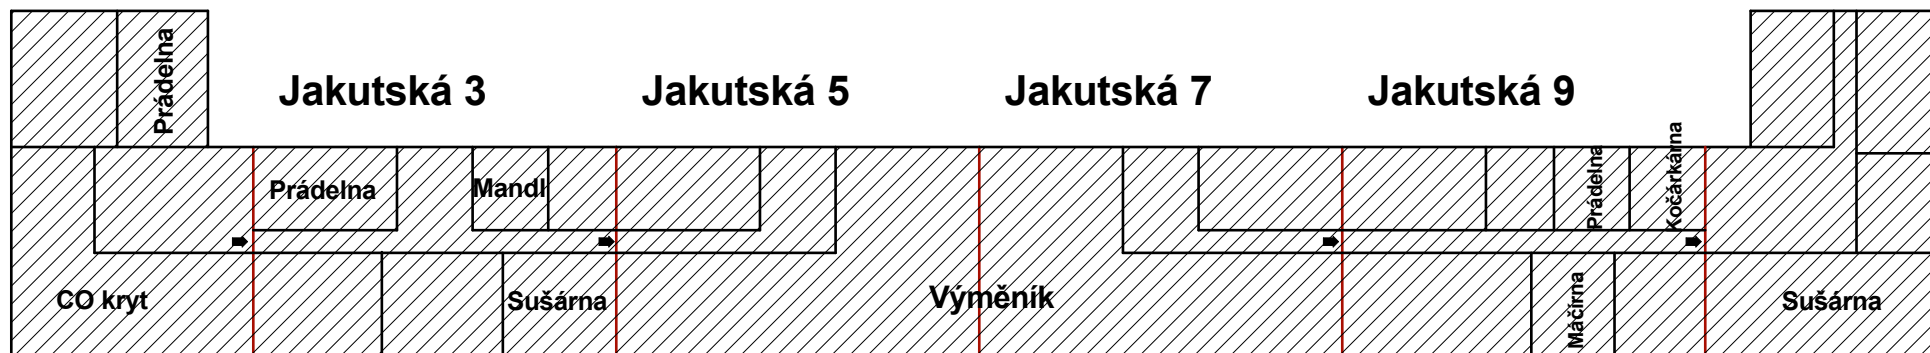 Prádelna
Jakutská 3
Jakutská 5
Jakutská 7
Jakutská 9
Prádelna
Mandl
Prádelna
Kočárkárna
CO kryt
Sušárna
Výměník
Máčírna
Sušárna